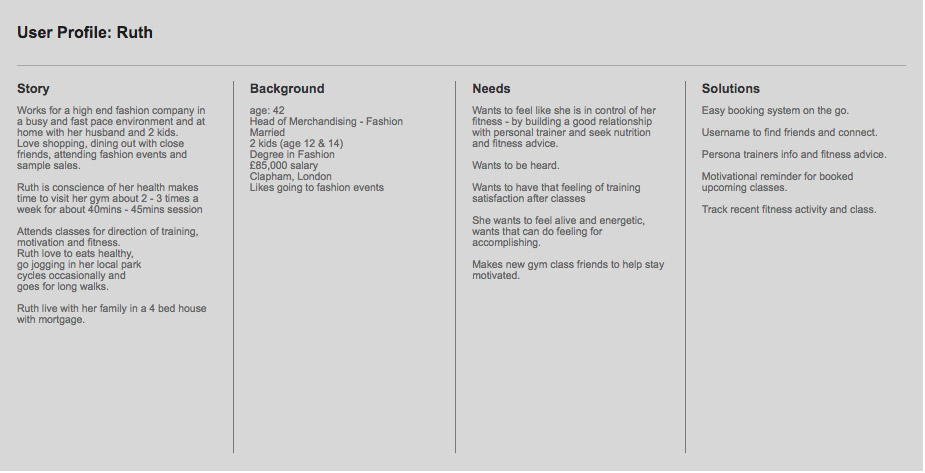 User Profile: Ruth
Story
Works for a high end fashion company in
a busy and fast pace environment and at
home with her husband and 2 kids.
Love shopping, dining out with close
friends, attending fashion events and
sample sales.
Ruth is conscience of her health makes
time to visit her gym about 2 - 3 times a
week for about 40mins - 45mins session
Attends classes for direction of training,
motivation and fitness.
Ruth love to eats healthy,
go jogging in her local park
cycles occasionally and
goes for long walks.
Ruth live with her family in a 4 bed house
with mortgage.
Background
age: 42
Head of Merchandising - Fashion
Married
2 kids (age 12 & 14)
Degree in Fashion
£85,000 salary
Clapham, London
Likes going to fashion events
Needs
Wants to feel like she is in control of her
fitness - by building a good relationship
with personal trainer and seek nutrition
and fitness advice.
Wants to be heard.
Wants to have that feeling of training
satisfaction after classes
She wants to feel alive and energetic,
wants that can do feeling for
accomplishing.
Makes new gym class friends to help stay
motivated.
Solutions
Easy booking system on the go.
Username to find friends and connect.
Persona trainers info and fitness advice.
Motivational reminder for booked
upcoming classes.
Track recent fitness activity and class.